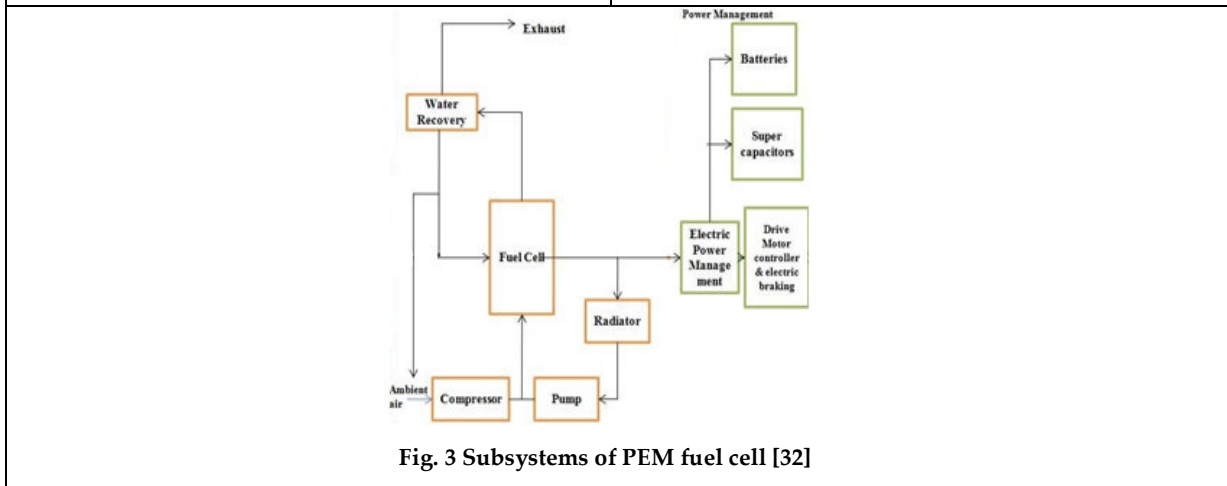 Power Management
Exhaust
Batteries
Water
Recovery
Super
capacitors
Fuel Cell
Electric
Power
Manage
ment
Drive
Motor
controller
& electric
braking
Radiator
Ambient
air
Compressor
Pump
Fig. 3 Subsystems of PEM fuel cell [32]